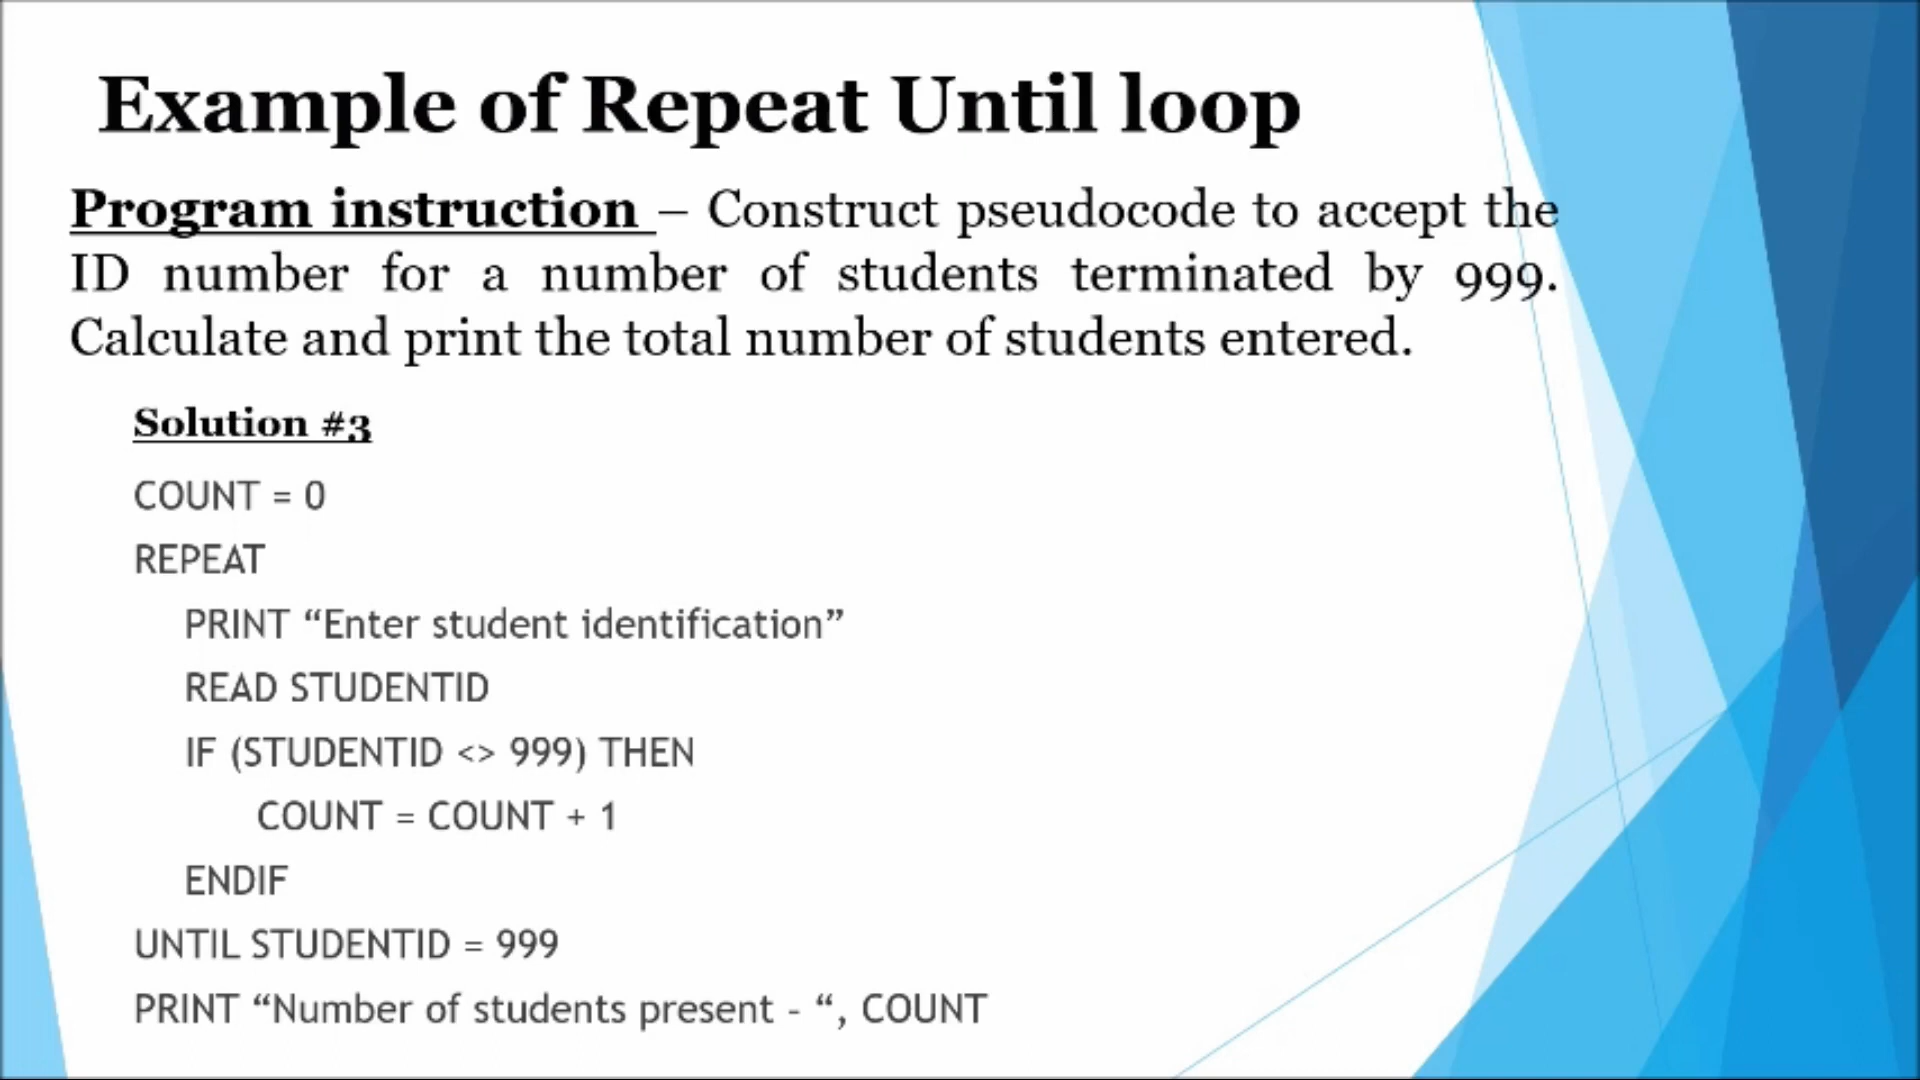 Example of Repeat Until loop
Program instruction – Construct pseudocode to accept the
ID number for a number of students terminated by 999.
Calculate and print the total number of students entered.
Solution #3
COUNT = 0
REPEAT
PRINT “Enter student identification”
READ STUDENTID
IF (STUDENTID <> 999) THEN
COUNT = COUNT + 1
ENDIF
UNTIL STUDENTID = 999
PRINT “Number of students present - “, COUNT